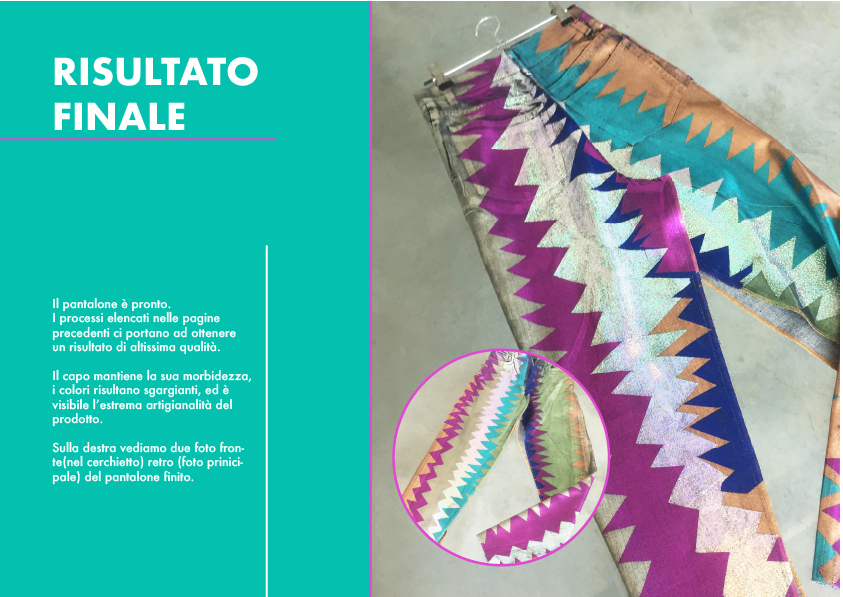 RISULTATO
FINALE
Il pantalone è pronto.
I processi elencati nelle pagine
precedenti ci portano ad ottenere
un risultato di altissima qualità.
Il capo mantiene la sua morbidezza,
i colori risultano sgargianti, ed è
visibile l'estrema artigianalità del
prodotto.
Sulla destra vediamo due foto fron-
te(nel cerchietto) retro (foto prinici-
pale) del pantalone finito.